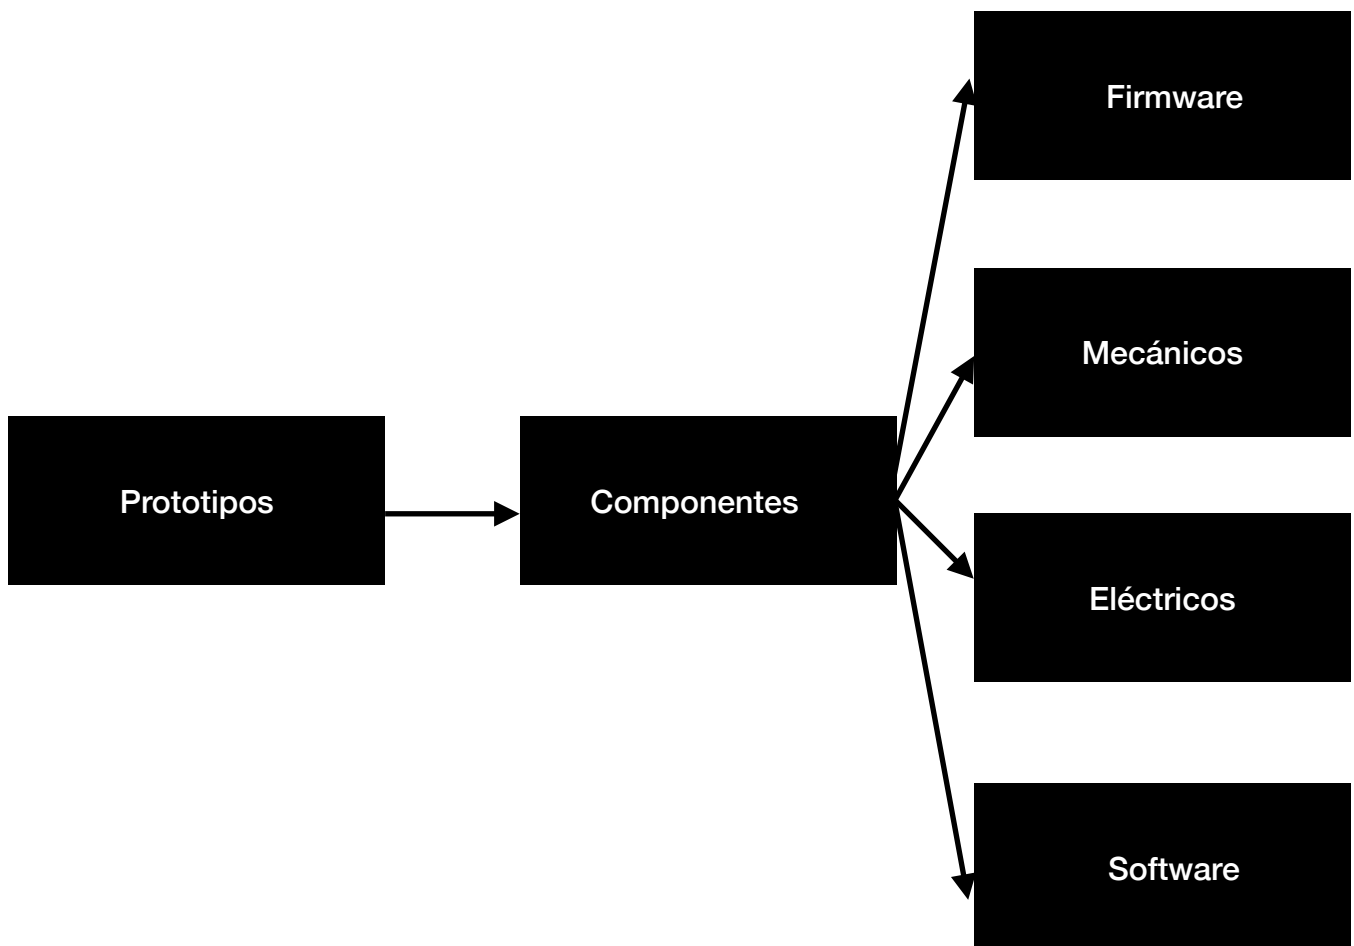 Prototipos
Componentes
Firmware
Mecánicos
Eléctricos
Software